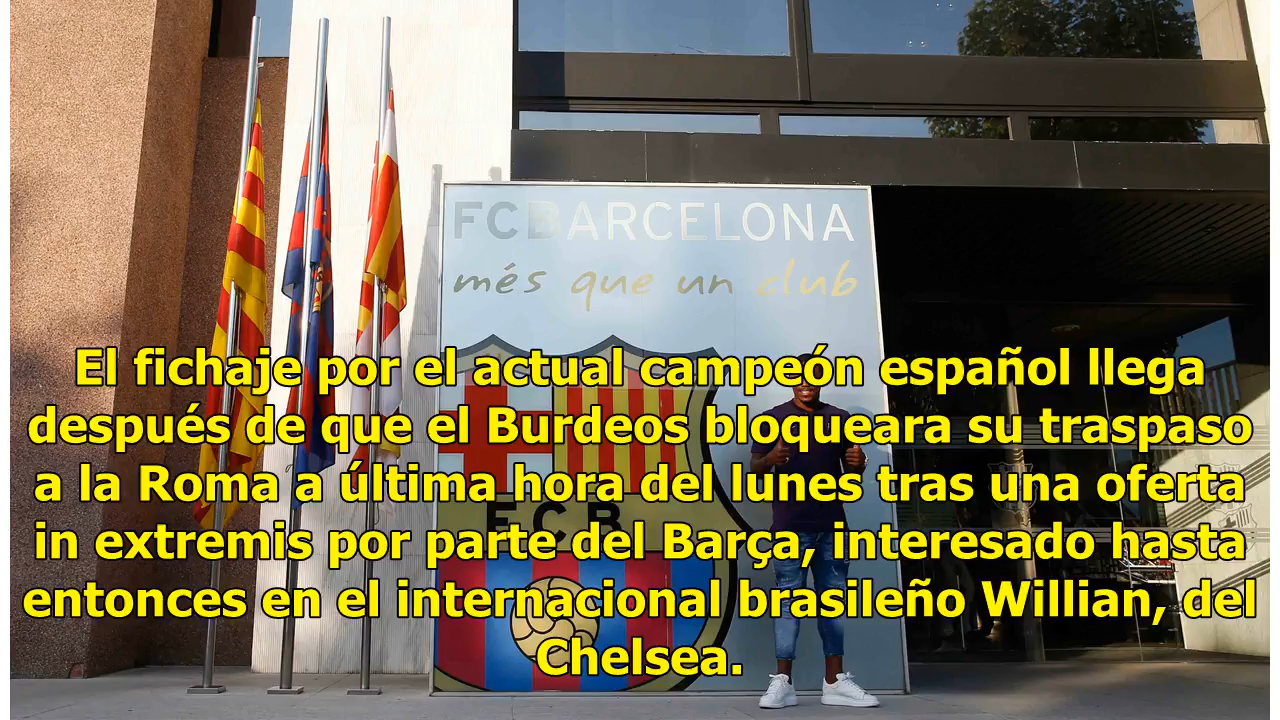 FCBARCELONA
més que un club
El fichaje por el actual campeón español llega
después de que el Burdeos bloqueara su traspaso
a la Roma a última hora del lunes tras una oferta
in extremis por parte del Barça, interesado hasta
entonces en el internacional brasileño Willian, del
Chelsea.
FCB